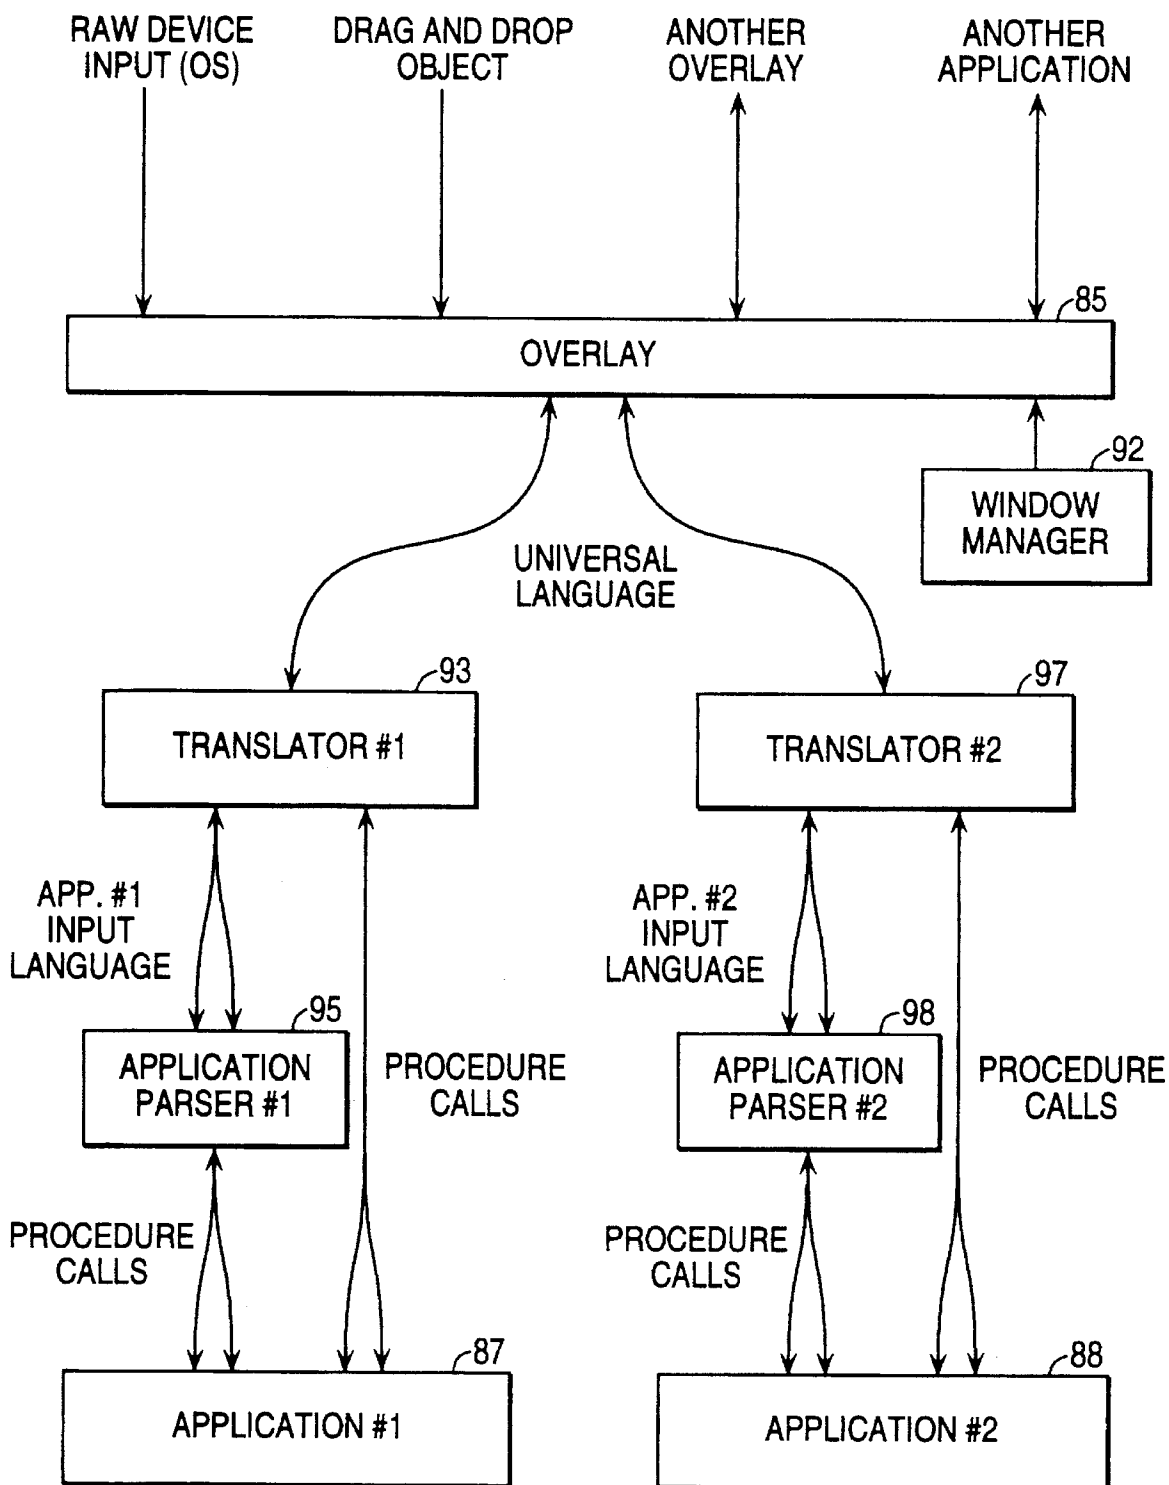 RAW DEVICE
INPUT (OS)
DRAG AND DROP
OBJECT
ANOTHER
OVERLAY
ANOTHER
APPLICATION
85
OVERLAY
92
WINDOW
MANAGER
UNIVERSAL
LANGUAGE
93
TRANSLATOR #1
97
TRANSLATOR #2
APP. #1
INPUT
LANGUAGE
APP. #2
INPUT
LANGUAGE
95
APPLICATION
PARSER #1
PROCEDURE
CALLS
98
APPLICATION
PARSER #2
PROCEDURE
CALLS
PROCEDURE
CALLS
PROCEDURE
CALLS
87
APPLICATION #1
88
APPLICATION #2